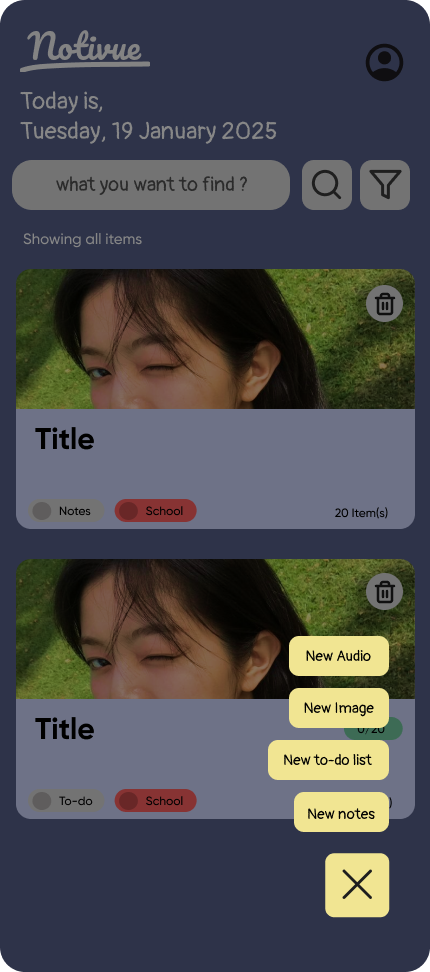 Notivue
Today is,
Tuesday, 19 January 2025
what you want to find ?
Showing all items
Title
Notes
School
20 Item(s)
Title
0/20
To-do
School
)
New Audio
New Image
New to-do list
New notes